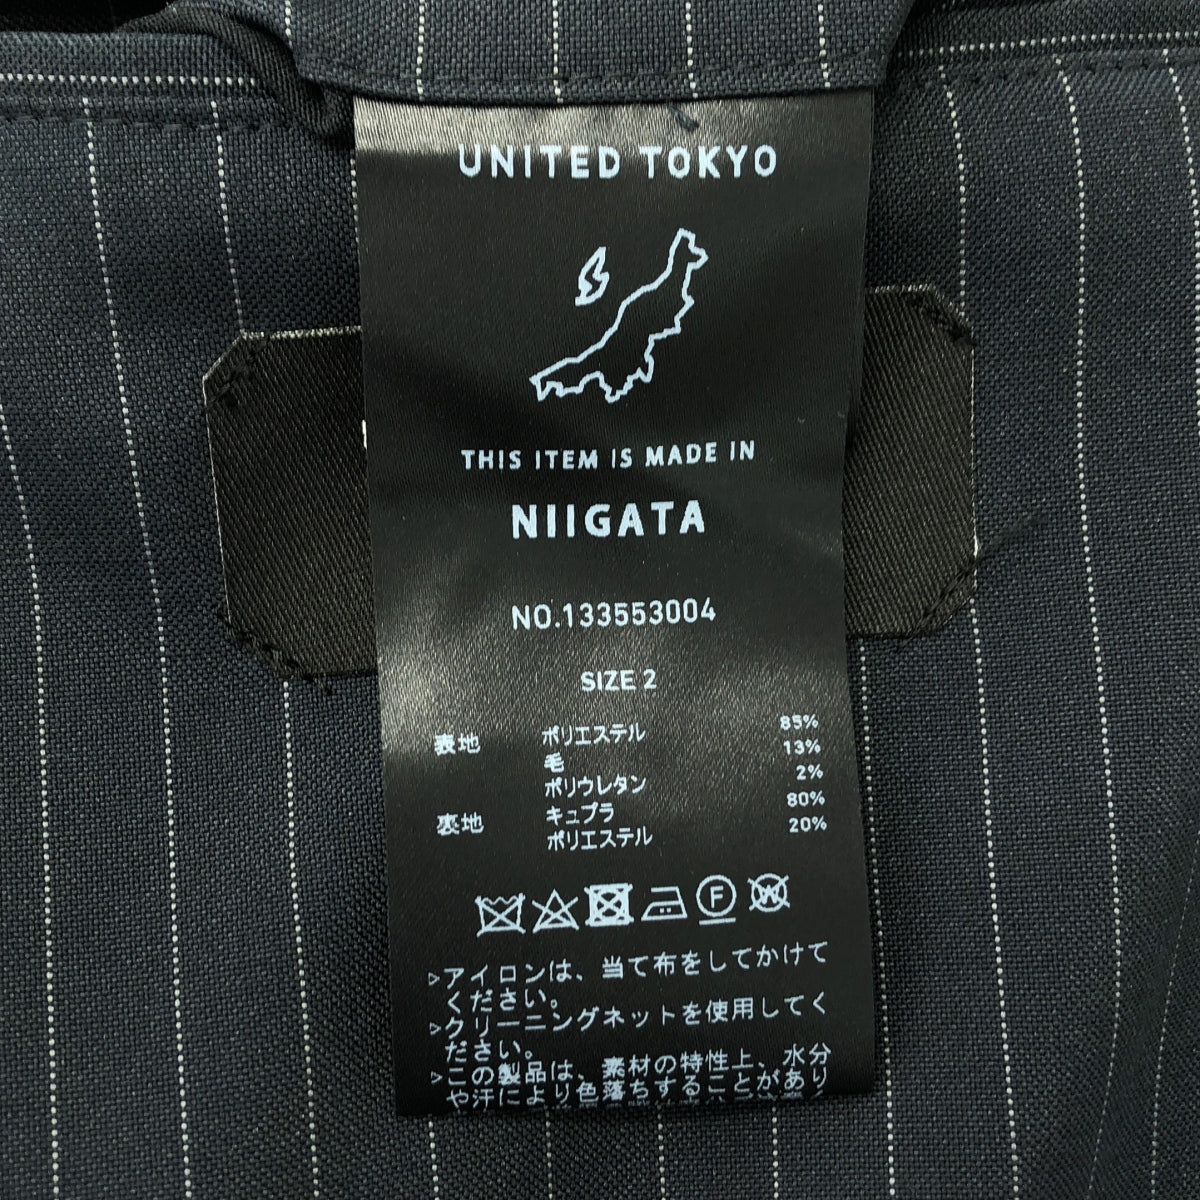 UNITED TOKYO
THIS ITEM IS MADE IN
NIIGATA
NO.133553004
SIZE 2
表地 ポリエステル 85%
毛 13%
ポリウレタン 2%
裏地 キュプラ 80%
ポリエステル 20%
F W
▷アイロンは、当て布をしてかけて
ください。
▷クリーニングネットを使用してく
ださい。
▷この製品は、素材の特性上、水分
や汗により色落ちすることがあり